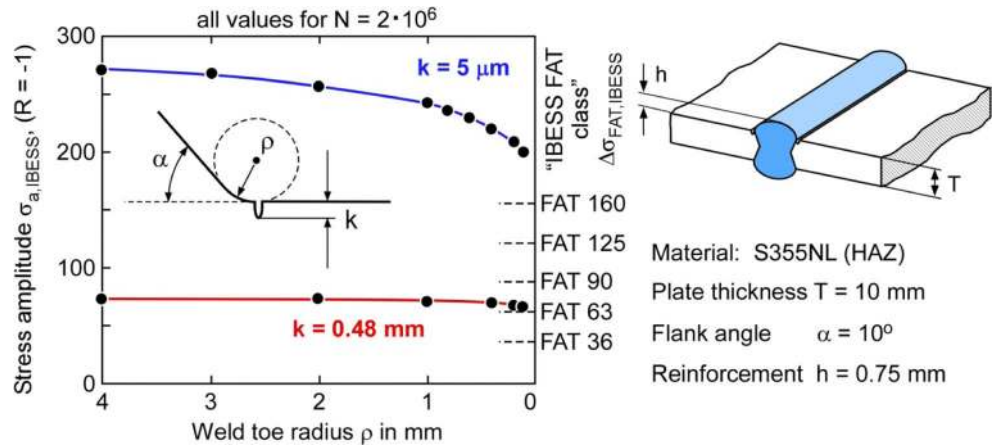 all values for N = 2·10⁶
300
200
100
0
Stress amplitude σa,IBESS, (R = -1)
k = 5 μm
α
ρ
k
k = 0.48 mm
4
3
2
1
0
Weld toe radius ρ in mm
“IBESS FAT
class”
ΔσFAT,IBESS
FAT 160
FAT 125
FAT 90
FAT 63
FAT 36
h
T
Material: S355NL (HAZ)
Plate thickness T = 10 mm
Flank angle α = 10º
Reinforcement h = 0.75 mm